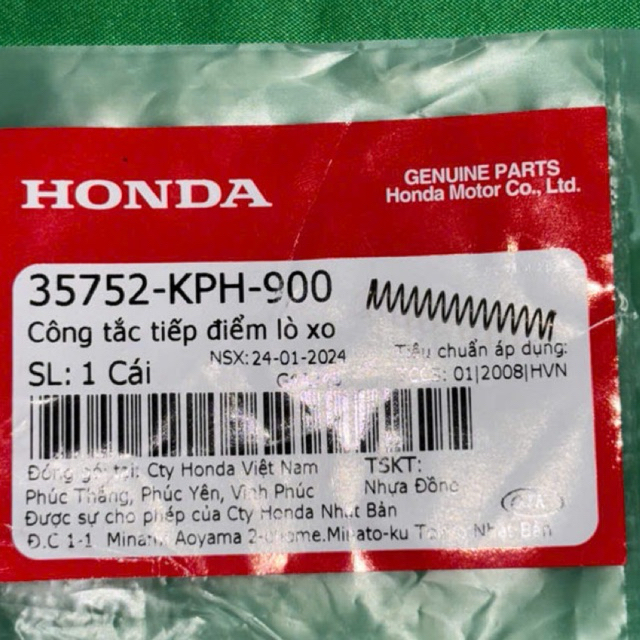 HONDA
GENUINE PARTS
Honda Motor Co., Ltd.
35752-KPH-900
Công tắc tiếp điểm lò xo
NSX: 24-01-2024
SL: 1 Cái
Tiêu chuẩn áp dụng:
01|2008|HVN
Đóng gói tại: Cty Honda Việt Nam
Phúc Thắng, Phúc Yên, Vĩnh Phúc
Được sự cho phép của Cty Honda Nhật Bản
Đ.C 1-1 Minami Aoyama Minato-ku Nhật Bản
TSKT:
Nhựa Đồng